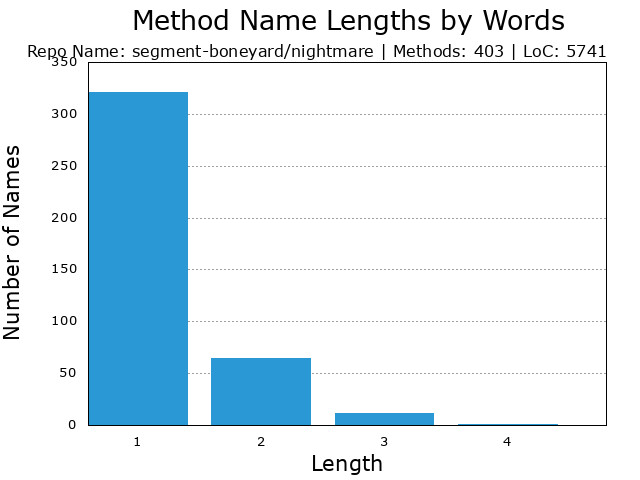 Method Name Lengths by Words
Repo Name: segment-boneyard/nightmare | Methods: 403 | LoC: 5741
350
300
250
200
150
100
50
0
Number of Names
1 2 3 4
Length